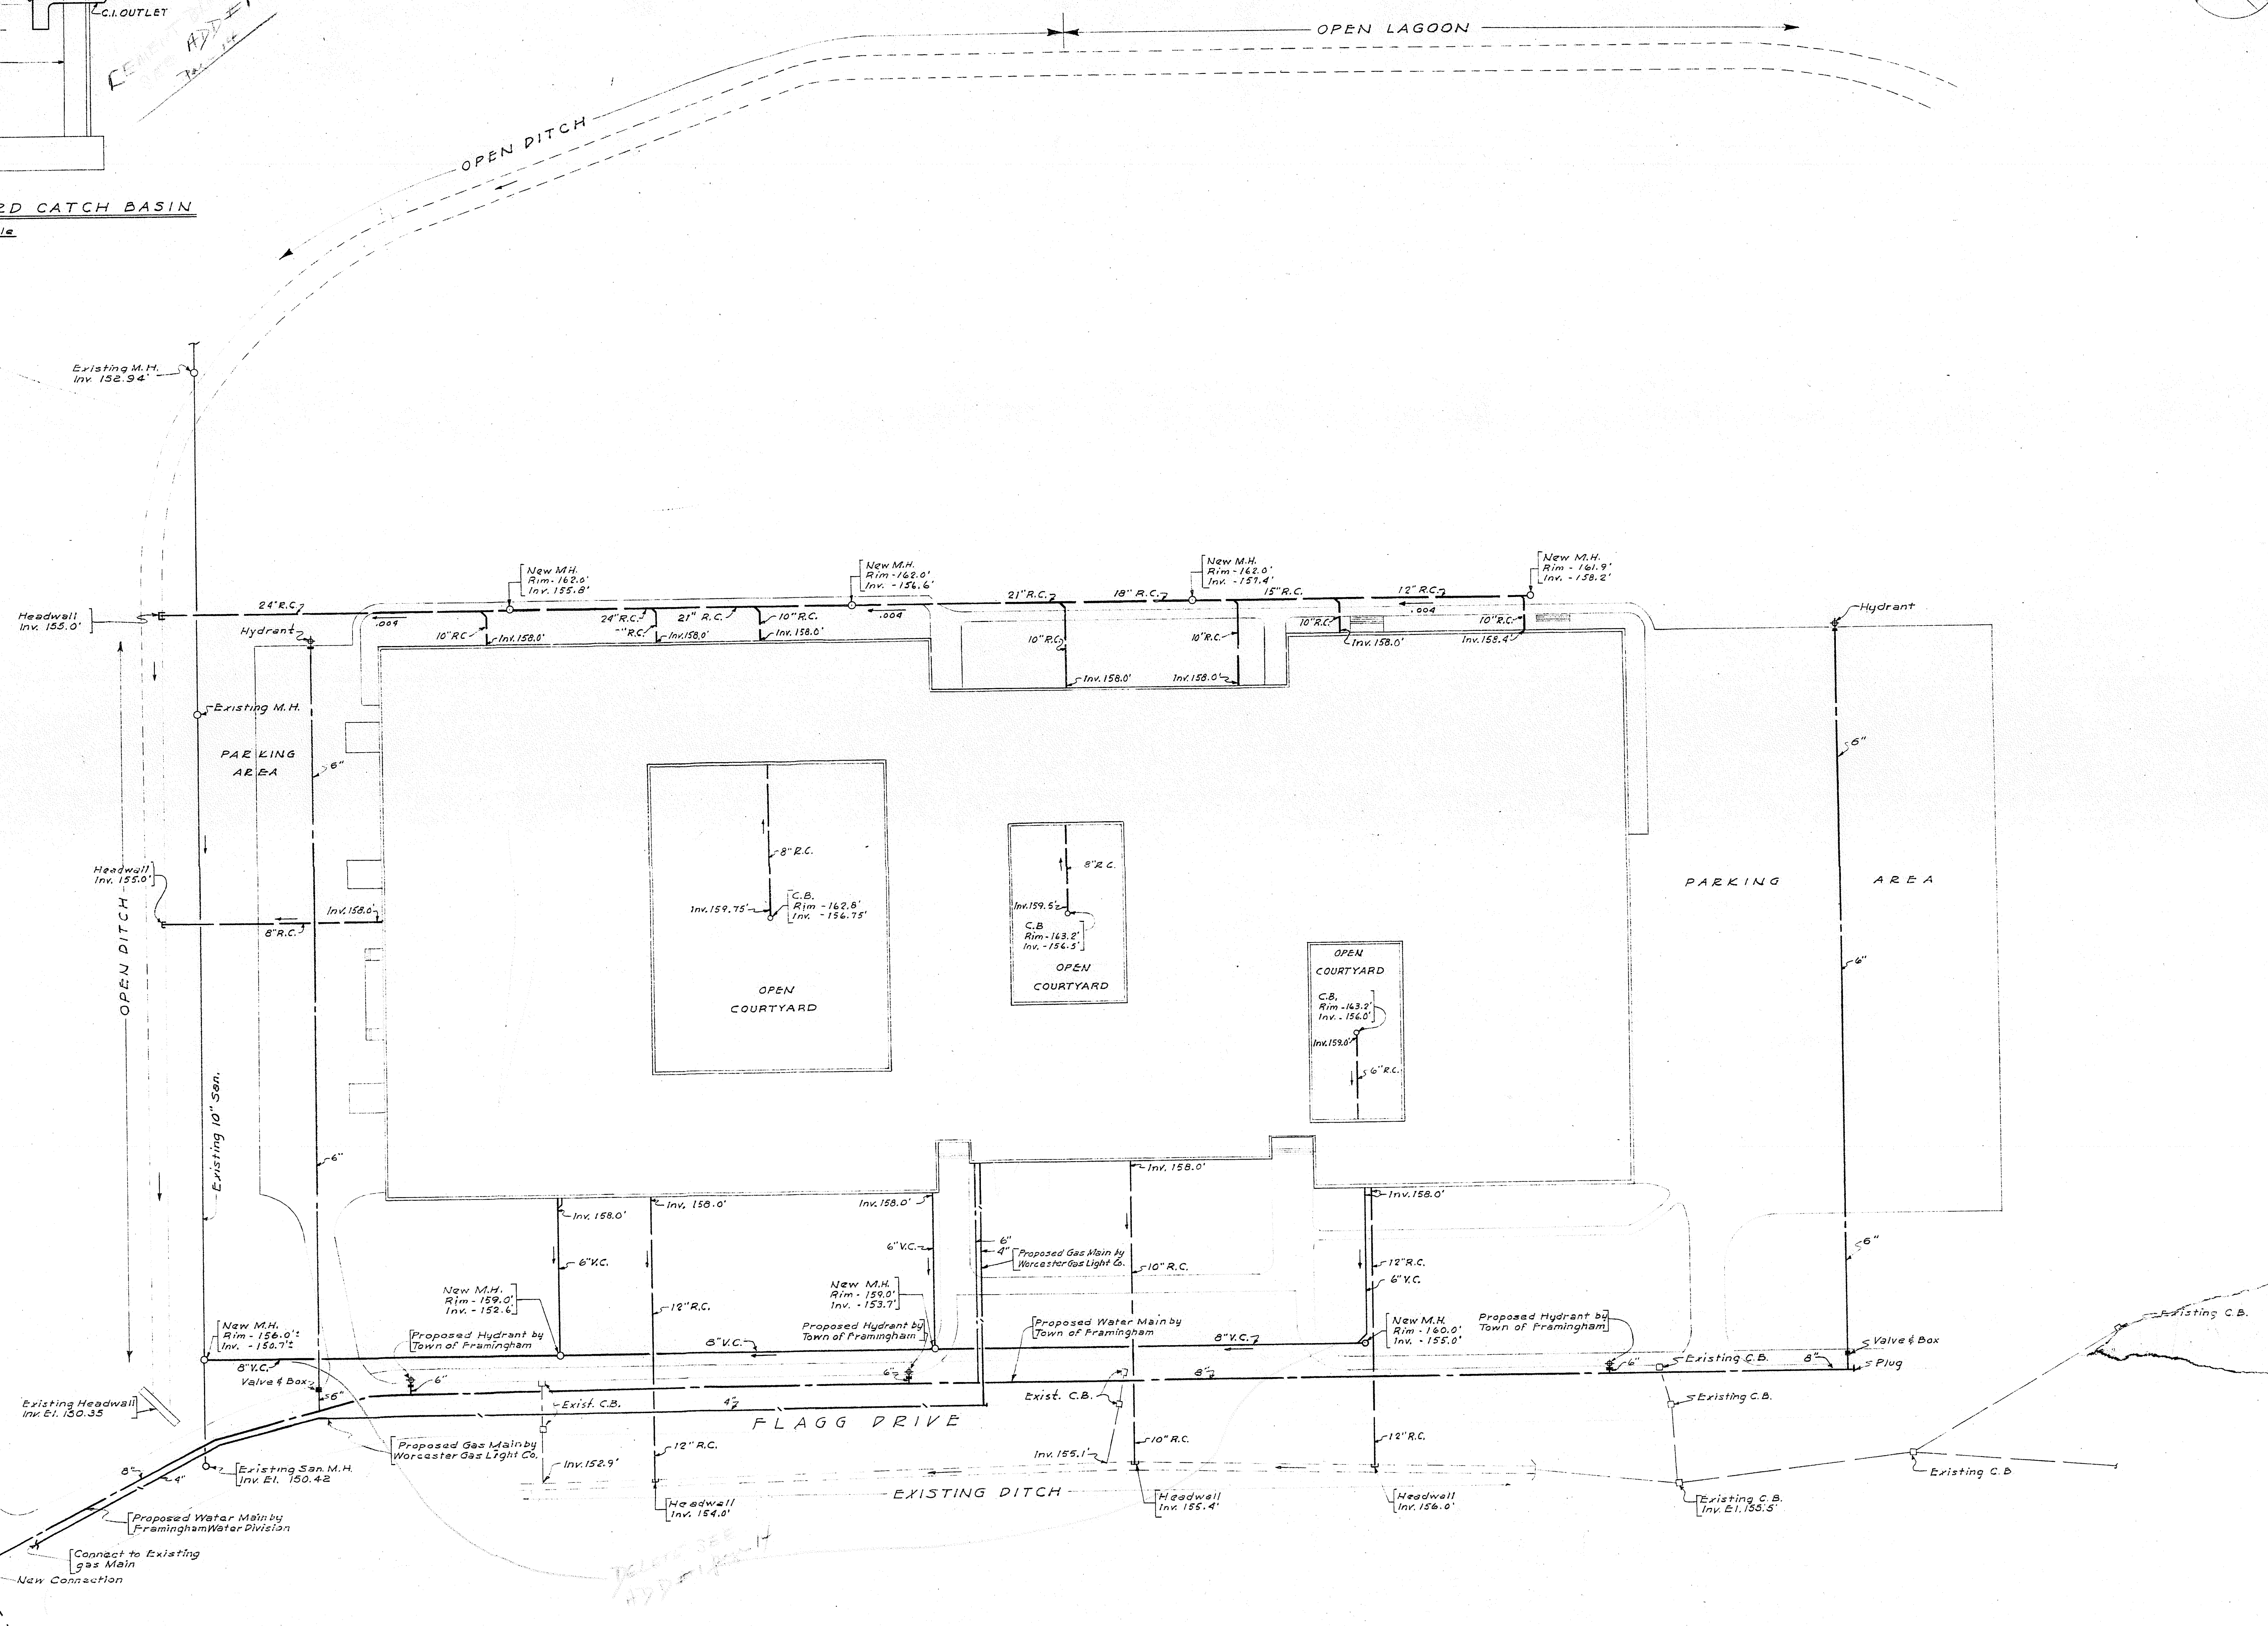 C.I. OUTLET
ADD #1
Par-14
RD CATCH BASIN
OPEN LAGOON
OPEN DITCH
Existing M.H.
Inv. 152.94'
Headwall
Inv. 155.0'
24" R.C.
Hydrant
.004
New M.H.
Rim - 162.0'
Inv. 155.8'
10" R.C.
Inv. 158.0'
24" R.C.
"R.C.
Inv. 158.0'
21" R.C.
10" R.C.
Inv. 158.0'
New M.H.
Rim - 162.0'
Inv. - 156.6'
.004
21" R.C.
10" R.C.
Inv. 158.0'
18" R.C.
New M.H.
Rim - 162.0'
Inv. - 157.4'
10" R.C.
Inv. 158.0'
15" R.C.
10" R.C.
Inv. 158.0'
12" R.C.
.004
10" R.C.
Inv. 158.4'
New M.H.
Rim - 161.9'
Inv. - 158.2'
Hydrant
Existing M.H.
PARKING
AREA
6"
6"
Headwall
Inv. 155.0'
Inv. 158.0'
8" R.C.
OPEN DITCH
Existing 10" San.
6"
8" R.C.
Inv. 159.75'
C.B.
Rim - 162.8'
Inv. - 156.75'
OPEN
COURTYARD
8" R.C.
Inv. 159.5'
C.B
Rim - 163.2'
Inv. - 156.5'
OPEN
COURTYARD
OPEN
COURTYARD
C.B.
Rim - 163.2'
Inv. - 156.0'
Inv. 159.0'
6" R.C.
PARKING AREA
6"
6"
Inv. 158.0'
6" V.C.
Inv. 158.0'
12" R.C.
Inv. 158.0'
6" V.C.
6"
4"
Proposed Gas Main by
Worcester Gas Light Co.
Inv. 158.0'
10" R.C.
Inv. 158.0'
12" R.C.
6" V.C.
New M.H.
Rim - 156.0'±
Inv. - 150.7'±
8" V.C.
Valve & Box
6"
Proposed Hydrant by
Town of Framingham
6"
New M.H.
Rim - 159.0'
Inv. - 152.6'
8" V.C.
New M.H.
Rim - 159.0'
Inv. - 153.7'
Proposed Hydrant by
Town of Framingham
6"
Proposed Water Main by
Town of Framingham
8" V.C.
New M.H.
Rim - 160.0'
Inv. - 155.0'
Proposed Hydrant by
Town of Framingham
6"
Existing C.B.
8"
Valve & Box
Plug
Existing C.B.
Existing Headwall
Inv. El. 150.35
Exist. C.B.
4"
FLAGG DRIVE
Exist. C.B.
8"
Existing C.B.
Proposed Gas Main by
Worcester Gas Light Co.
12" R.C.
Inv. 152.9'
Inv. 155.1'
10" R.C.
12" R.C.
8"
4"
Existing San. M.H.
Inv. El. 150.42
EXISTING DITCH
Headwall
Inv. 154.0'
Headwall
Inv. 155.4'
Headwall
Inv. 156.0'
Existing C.B.
Inv. El. 155.5'
Existing C.B
Proposed Water Main by
Framingham Water Division
Connect to Existing
gas Main
New Connection
DELETE SEE